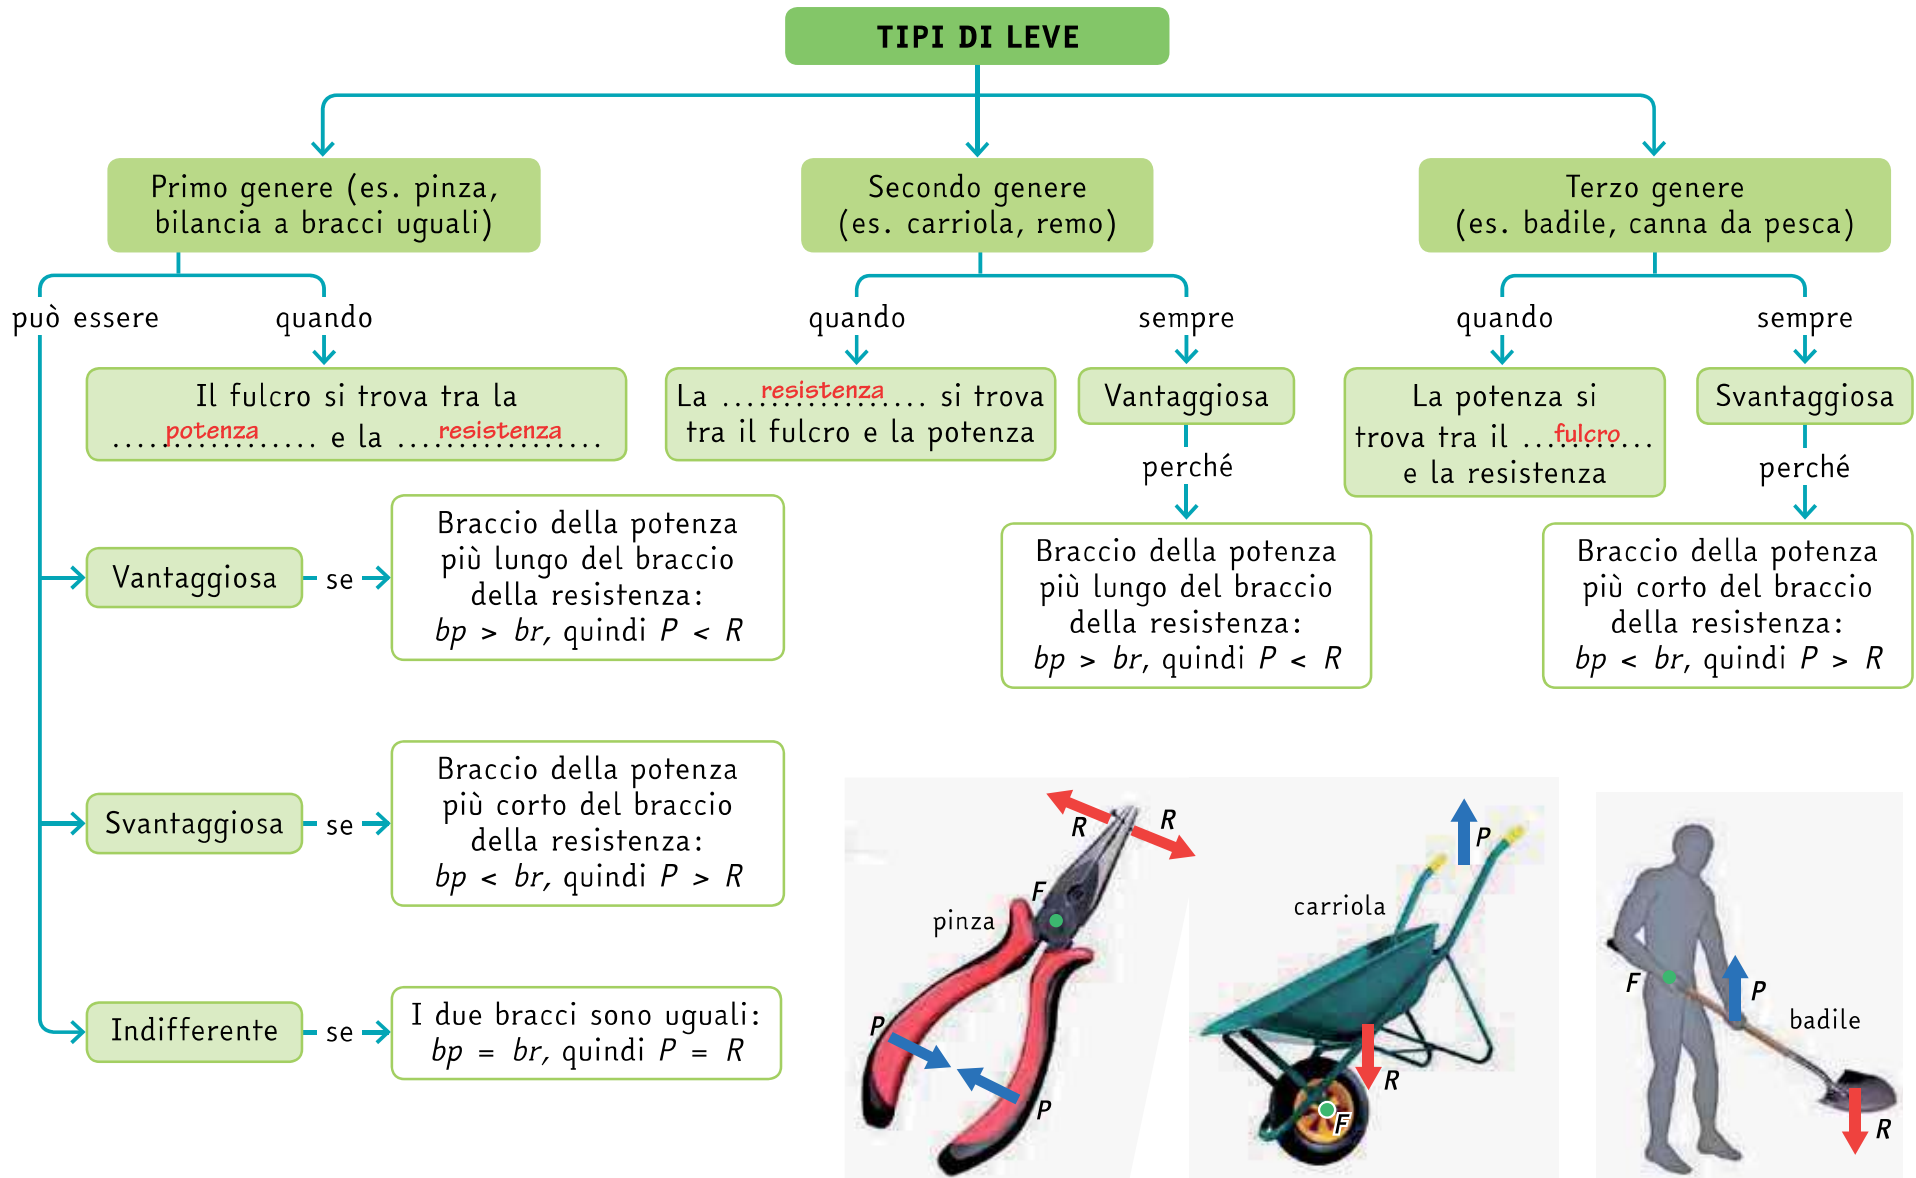 TIPI DI LEVE
Primo genere (es. pinza,
bilancia a bracci uguali)
Secondo genere
(es. carriola, remo)
Terzo genere
(es. badile, canna da pesca)
può essere
quando
quando
sempre
quando
sempre
Il fulcro si trova tra la
potenza e la resistenza
La resistenza si trova
tra il fulcro e la potenza
Vantaggiosa
La potenza si
trova tra il fulcro
e la resistenza
Svantaggiosa
perché
perché
Vantaggiosa
se
Braccio della potenza
più lungo del braccio
della resistenza:
bp > br, quindi P < R
Braccio della potenza
più lungo del braccio
della resistenza:
bp > br, quindi P < R
Braccio della potenza
più corto del braccio
della resistenza:
bp < br, quindi P > R
Svantaggiosa
se
Braccio della potenza
più corto del braccio
della resistenza:
bp < br, quindi P > R
Indifferente
se
I due bracci sono uguali:
bp = br, quindi P = R
R
R
F
pinza
P
P
P
carriola
R
F
F
P
badile
R